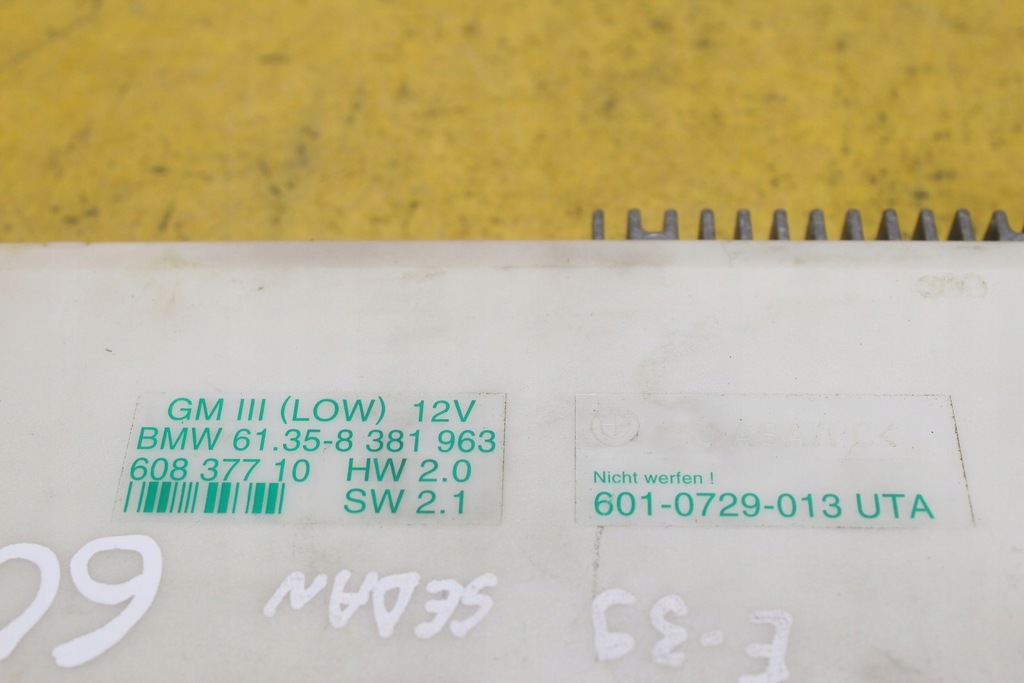 GM III (LOW) 12V
BMW 61.35-8 381 963
608 377 10 HW 2.0
SW 2.1
Nicht werfen !
601-0729-013 UTA
E-39 SEDAN